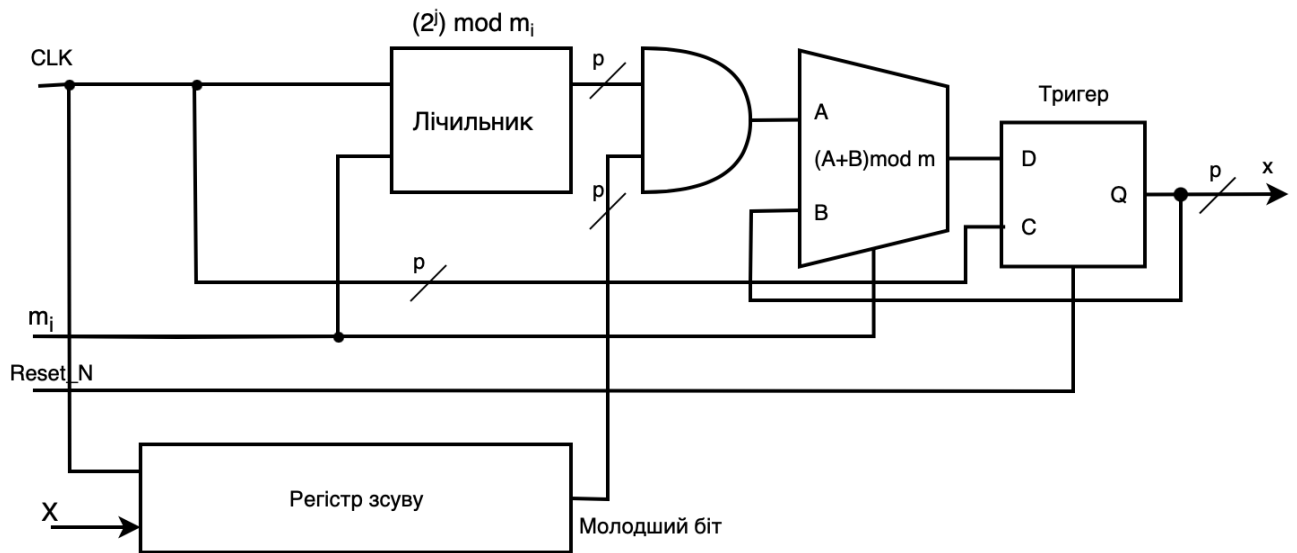 (2^j) mod m_i
CLK
p
Лічильник
A
(A+B)mod m
B
Тригер
D
Q
C
p
x
p
p
m_i
Reset_N
X
Регістр зсуву
Молодший біт